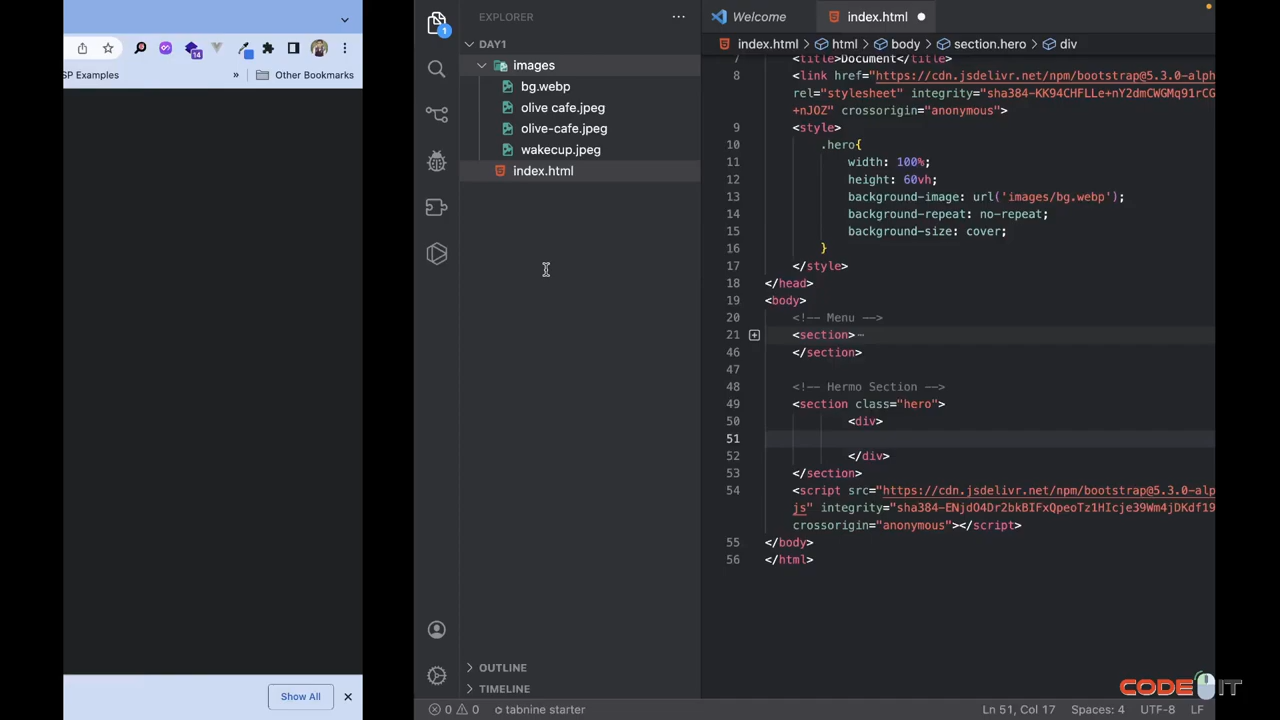 SP Examples
»
Other Bookmarks
14
Show All
EXPLORER
1
DAY1
images
bg.webp
olive cafe.jpeg
olive-cafe.jpeg
wakecup.jpeg
index.html
OUTLINE
TIMELINE
Welcome
index.html
index.html > html > body > section.hero > div
7 <title>Document</title>
8 <link href="https://cdn.jsdelivr.net/npm/bootstrap@5.3.0-alph
rel="stylesheet" integrity="sha384-KK94CHFLLe+nY2dmCWGMq91rCG
+nJOZ" crossorigin="anonymous">
9 <style>
10 .hero{
11 width: 100%;
12 height: 60vh;
13 background-image: url('images/bg.webp');
14 background-repeat: no-repeat;
15 background-size: cover;
16 }
17 </style>
18 </head>
19 <body>
20 <!-- Menu -->
21 <section>⋯
46 </section>
47
48 <!-- Hermo Section -->
49 <section class="hero">
50 <div>
51
52 </div>
53 </section>
54 <script src="https://cdn.jsdelivr.net/npm/bootstrap@5.3.0-alp
js" integrity="sha384-ENjdO4Dr2bkBIFxQpeoTz1HIcje39Wm4jDKdf19
crossorigin="anonymous"></script>
55 </body>
56 </html>
CODE IT
0 0 tabnine starter
Ln 51, Col 17 Spaces: 4 UTF-8 LF